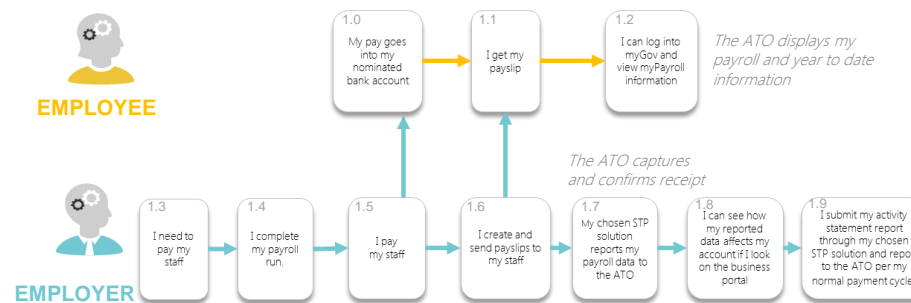 1.0
My pay goes
into my
nominated
bank account
1.1
I get my
payslip
1.2
I can log into
myGov and
view myPayroll
information
The ATO displays my
payroll and year to date
information
EMPLOYEE
The ATO captures
and confirms receipt
1.3
I need to
pay my
staff
1.4
I complete
my payroll
run.
1.5
I pay
my staff
1.6
I create and
send payslips to
my staff
1.7
My chosen STP
solution
reports my
payroll data to
the ATO
1.8
I can see how
my reported
data affects my
account if I look
on the business
portal
1.9
I submit my activity
statement report
through my chosen
STP solution and repo
to the ATO per my
normal payment cycle
EMPLOYER